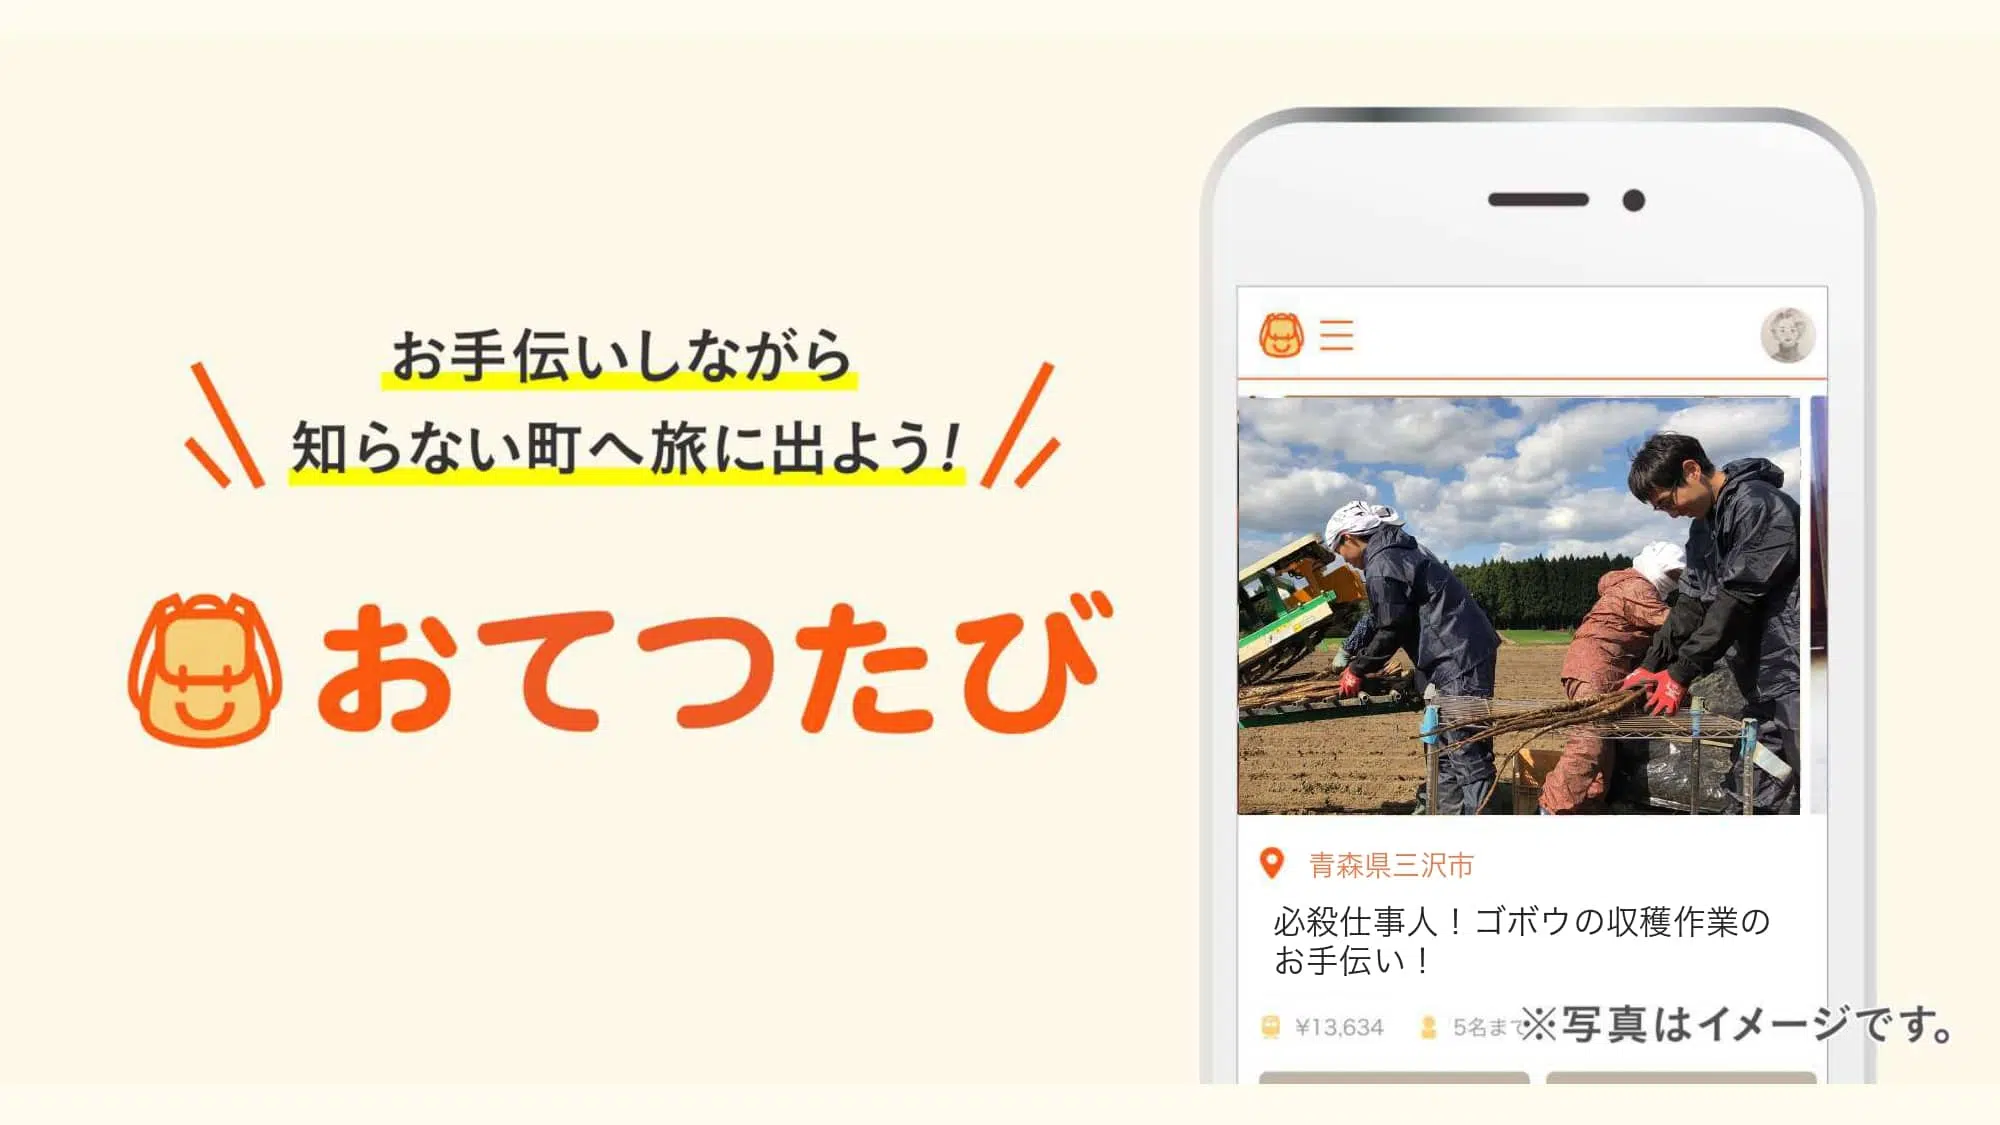 お手伝いしながら
知らない町へ旅に出よう!
おてつたび
青森県三沢市
必殺仕事人！ゴボウの収穫作業の
お手伝い！
¥13,634
5名まで
※写真はイメージです。